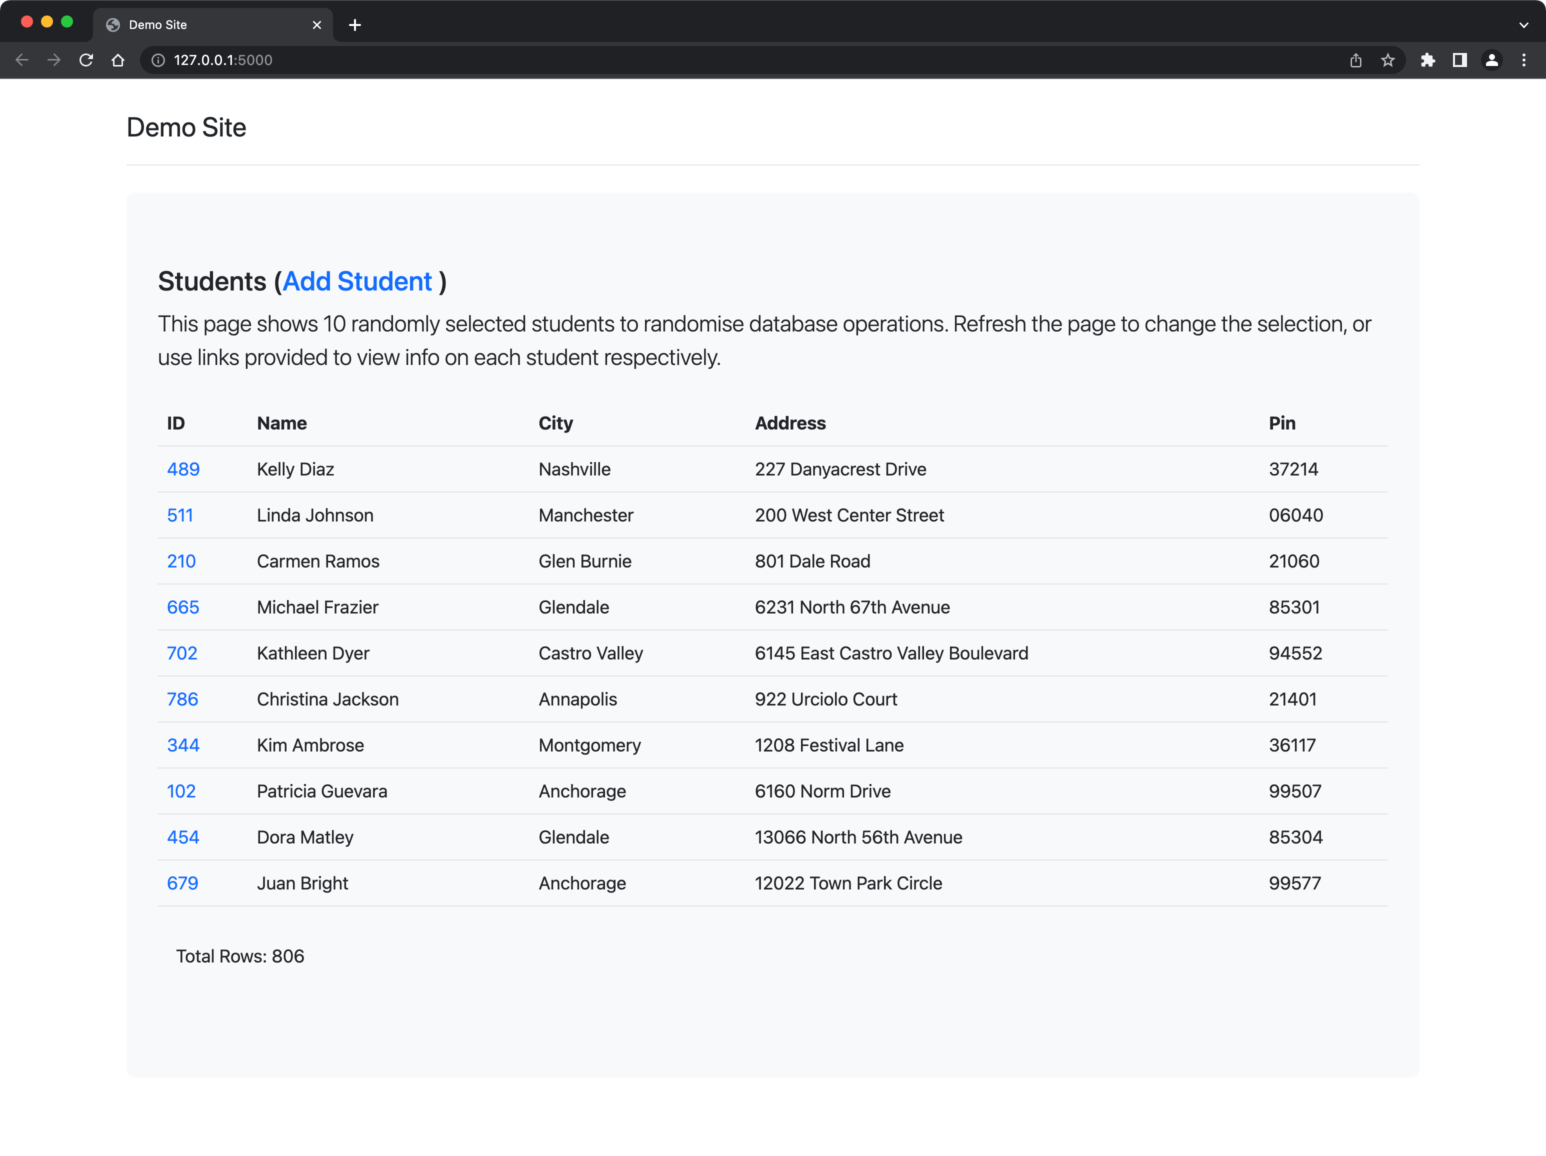 Demo Site
127.0.0.1:5000
Demo Site
Students (Add Student )
This page shows 10 randomly selected students to randomise database operations. Refresh the page to change the selection, or
use links provided to view info on each student respectively.
ID Name City Address Pin
489 Kelly Diaz Nashville 227 Danyacrest Drive 37214
511 Linda Johnson Manchester 200 West Center Street 06040
210 Carmen Ramos Glen Burnie 801 Dale Road 21060
665 Michael Frazier Glendale 6231 North 67th Avenue 85301
702 Kathleen Dyer Castro Valley 6145 East Castro Valley Boulevard 94552
786 Christina Jackson Annapolis 922 Urciolo Court 21401
344 Kim Ambrose Montgomery 1208 Festival Lane 36117
102 Patricia Guevara Anchorage 6160 Norm Drive 99507
454 Dora Matley Glendale 13066 North 56th Avenue 85304
679 Juan Bright Anchorage 12022 Town Park Circle 99577
Total Rows: 806